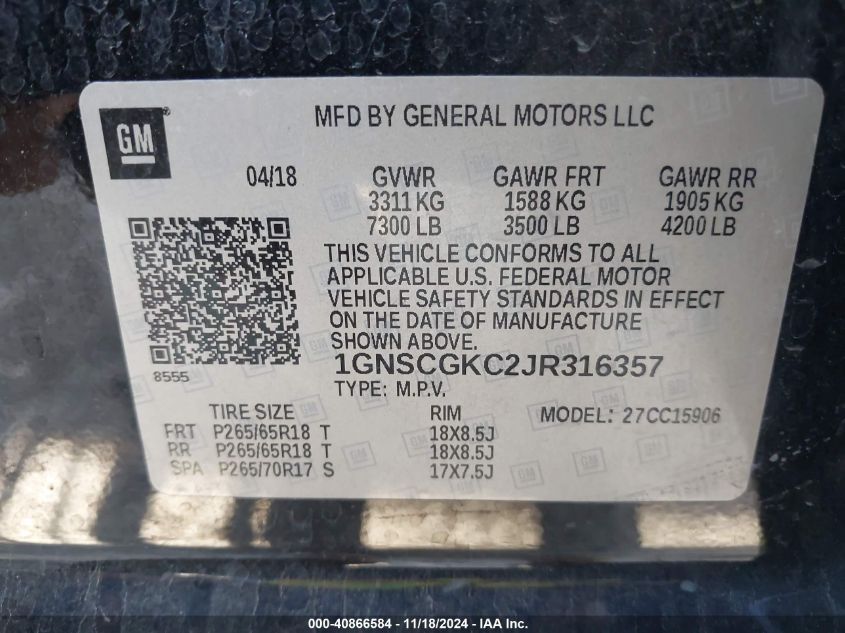 GM
MFD BY GENERAL MOTORS LLC
04/18 GVWR GAWR FRT GAWR RR
3311 KG 1588 KG 1905 KG
7300 LB 3500 LB 4200 LB
THIS VEHICLE CONFORMS TO ALL
APPLICABLE U.S. FEDERAL MOTOR
VEHICLE SAFETY STANDARDS IN EFFECT
ON THE DATE OF MANUFACTURE
SHOWN ABOVE.
1GNSCGKC2JR316357
8555
TYPE: M.P.V.
TIRE SIZE RIM MODEL: 27CC15906
FRT P265/65R18 T 18X8.5J
RR P265/65R18 T 18X8.5J
SPA P265/70R17 S 17X7.5J
000-40866584 - 11/18/2024 - IAA Inc.